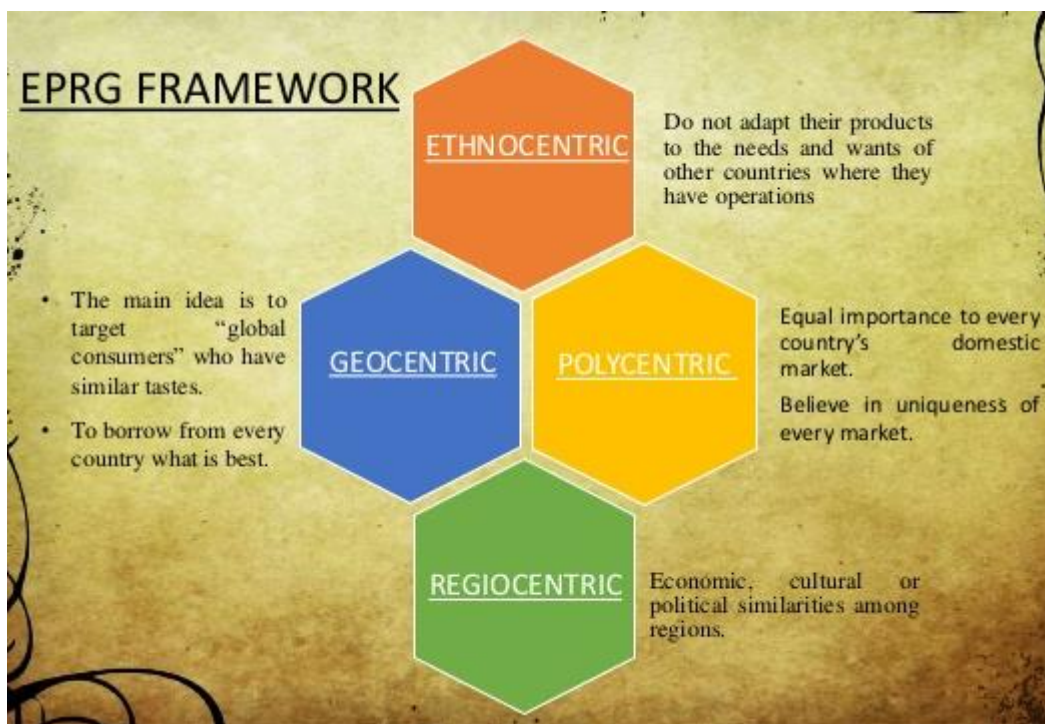 EPRG FRAMEWORK
ETHNOCENTRIC
Do not adapt their products
to the needs and wants of
other countries where they
have operations
• The main idea is to
target “global
consumers” who have
similar tastes.
• To borrow from every
country what is best.
GEOCENTRIC
POLYCENTRIC
Equal importance to every
country’s domestic
market.
Believe in uniqueness of
every market.
REGIOCENTRIC
Economic, cultural or
political similarities among
regions.